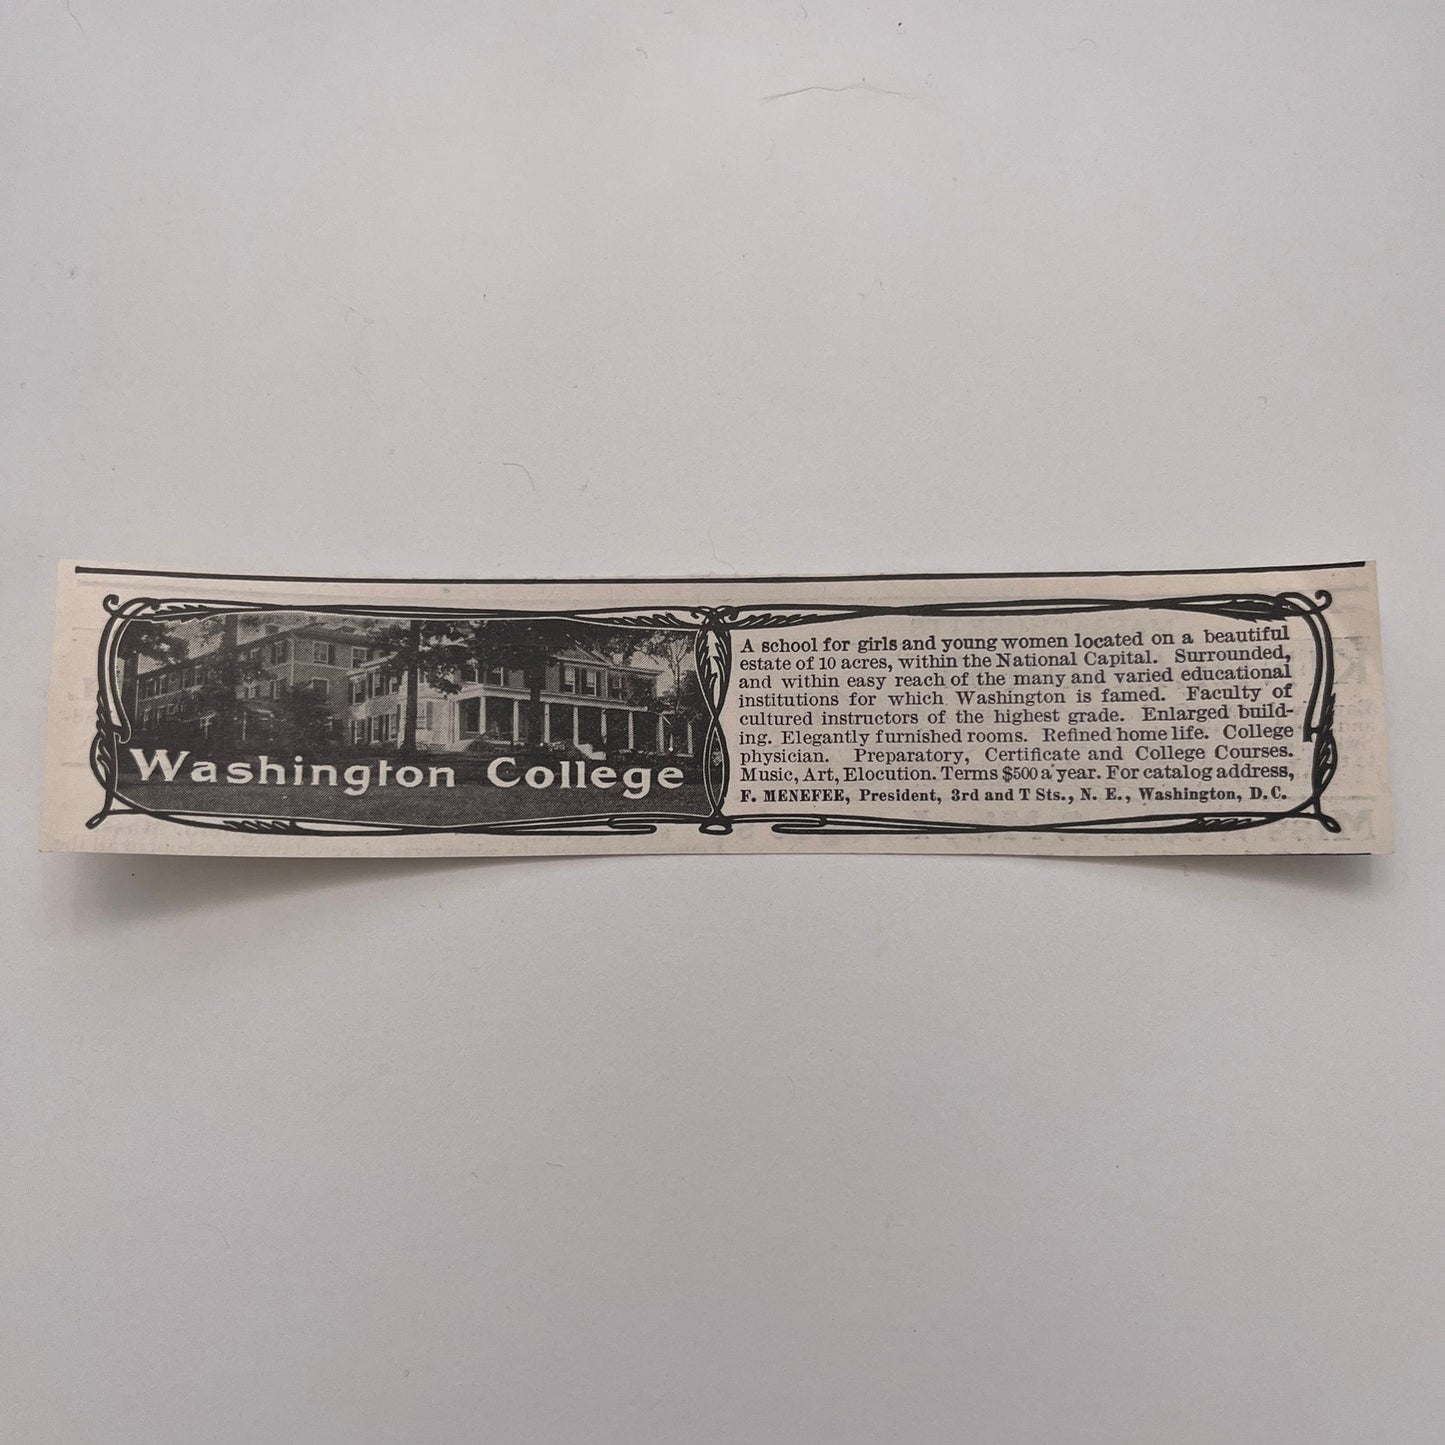 Washington College
A school for girls and young women located on a beautiful
estate of 10 acres, within the National Capital. Surrounded,
and within easy reach of the many and varied educational
institutions for which Washington is famed. Faculty of
cultured instructors of the highest grade. Enlarged build-
ing. Elegantly furnished rooms. Refined home life. College
physician. Preparatory, Certificate and College Courses.
Music, Art, Elocution. Terms $500 a year. For catalog address,
F. MENEFEE, President, 3rd and T Sts., N. E., Washington, D.C.